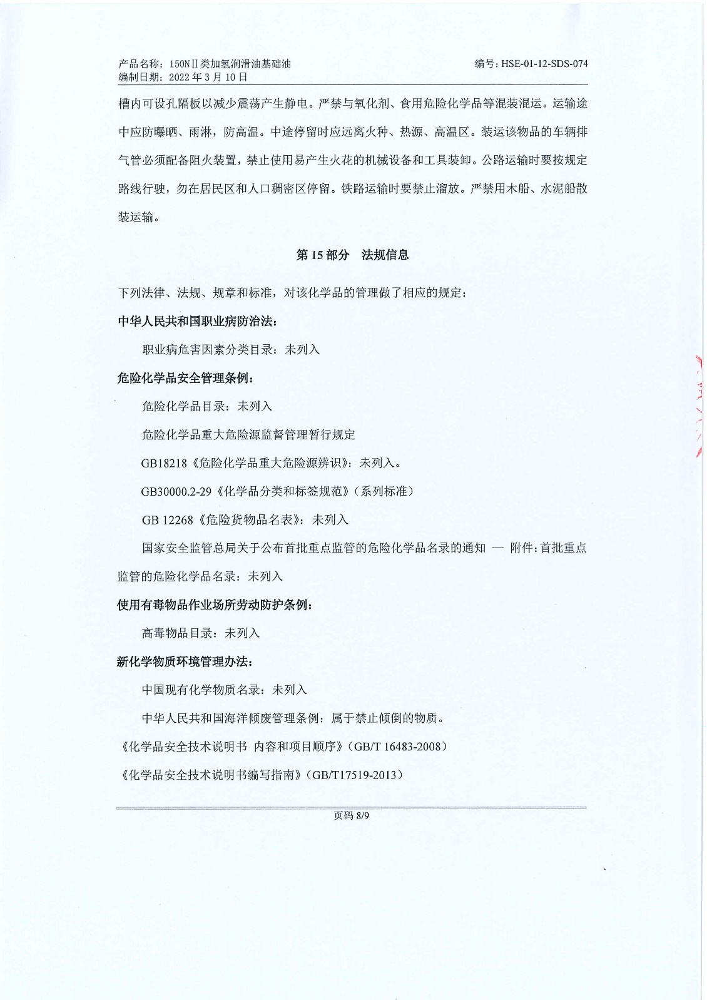 产品名称：150NⅡ类加氢润滑油基础油 编号：HSE-01-12-SDS-074
编制日期：2022年3月10日
槽内可设孔隔板以减少震荡产生静电。严禁与氧化剂、食用危险化学品等混装混运。运输途
中应防曝晒、雨淋，防高温。中途停留时应远离火种、热源、高温区。装运该物品的车辆排
气管必须配备阻火装置，禁止使用易产生火花的机械设备和工具装卸。公路运输时要按规定
路线行驶，勿在居民区和人口稠密区停留。铁路运输时要禁止溜放。严禁用木船、水泥船散
装运输。
第15部分 法规信息
下列法律、法规、规章和标准，对该化学品的管理做了相应的规定：
中华人民共和国职业病防治法：
职业病危害因素分类目录：未列入
危险化学品安全管理条例：
危险化学品目录：未列入
危险化学品重大危险源监督管理暂行规定
GB18218《危险化学品重大危险源辨识》：未列入。
GB30000.2-29《化学品分类和标签规范》（系列标准）
GB 12268《危险货物品名表》：未列入
国家安全监管总局关于公布首批重点监管的危险化学品名录的通知 — 附件：首批重点
监管的危险化学品名录：未列入
使用有毒物品作业场所劳动防护条例：
高毒物品目录：未列入
新化学物质环境管理办法：
中国现有化学物质名录：未列入
中华人民共和国海洋倾废管理条例：属于禁止倾倒的物质。
《化学品安全技术说明书 内容和项目顺序》（GB/T 16483-2008）
《化学品安全技术说明书编写指南》（GB/T17519-2013）
页码 8/9